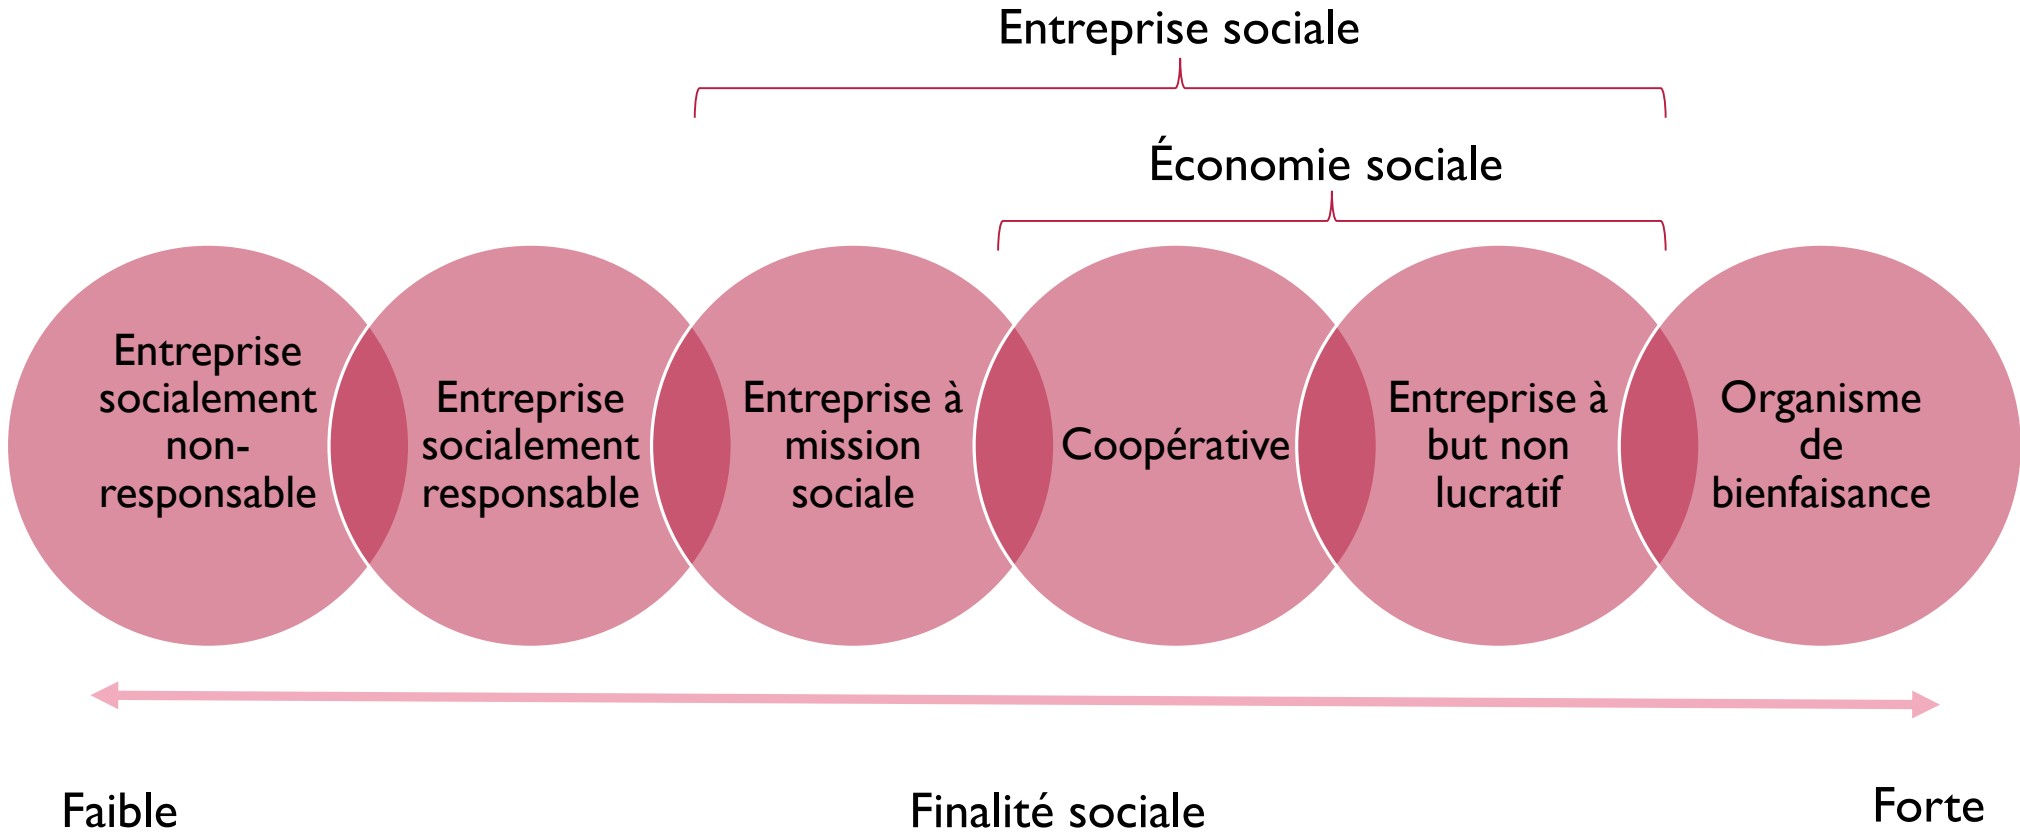 Entreprise sociale
Économie sociale
Entreprise
socialement
non-
responsable
Entreprise
socialement
responsable
Entreprise à
mission
sociale
Coopérative
Entreprise à
but non
lucratif
Organisme
de
bienfaisance
Faible
Finalité sociale
Forte